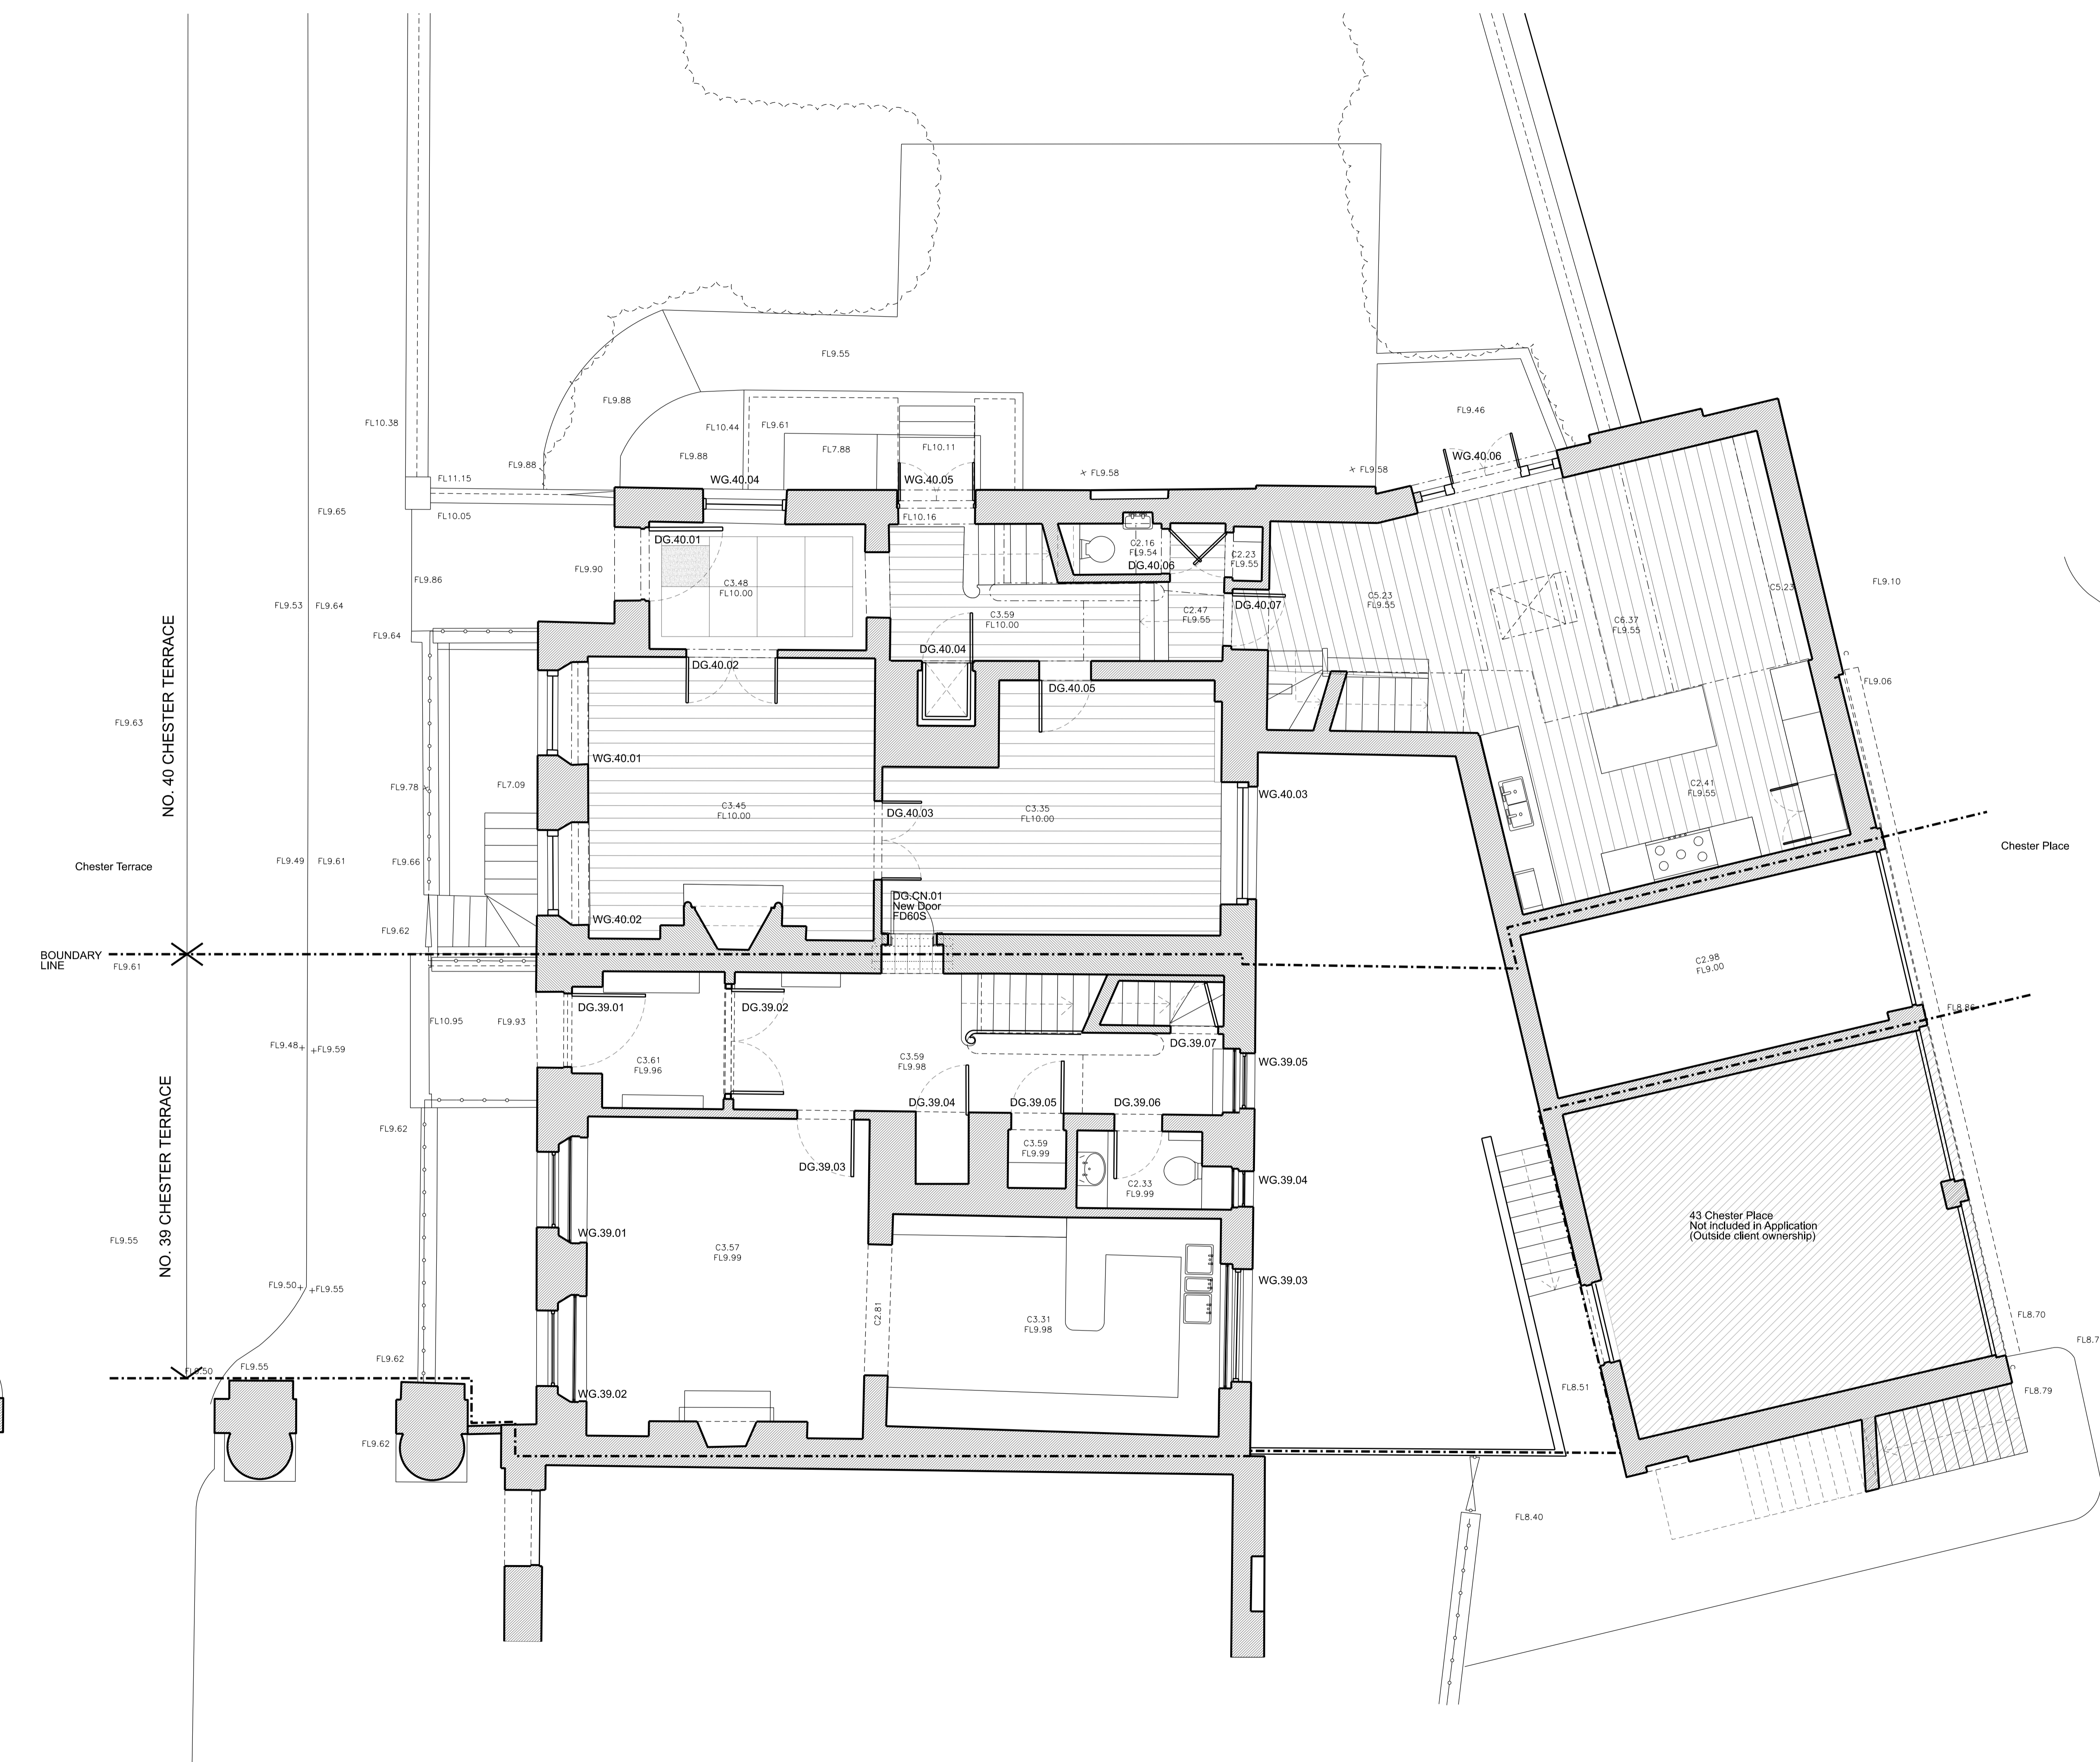 FL10.38
FL9.55
FL9.88
FL10.44
FL9.61
FL9.46
FL9.88
FL9.88
FL7.88
FL10.11
WG.40.06
FL11.15
WG.40.04
WG.40.05
FL9.58
FL9.58
FL9.65
FL10.05
FL10.16
DG.40.01
C2.16
FL9.54
DG.40.06
C2.23
FL9.55
FL9.90
FL9.86
C3.48
FL10.00
FL9.10
C5.23
FL9.55
C5.23
FL9.53
FL9.64
C3.59
FL10.00
C2.47
FL9.55
DG.40.07
C6.37
FL9.55
FL9.64
DG.40.04
DG.40.02
DG.40.05
FL9.06
NO. 40 CHESTER TERRACE
FL9.63
WG.40.01
FL9.78
FL7.09
C3.45
FL10.00
DG.40.03
C3.35
FL10.00
WG.40.03
C2.41
FL9.55
Chester Terrace
FL9.49
FL9.61
FL9.66
Chester Place
DG.CN.01
New Door
FD60S
WG.40.02
FL9.62
BOUNDARY
LINE
FL9.61
C2.98
FL9.00
DG.39.01
DG.39.02
FL8.86
FL10.95
FL9.93
FL9.48
FL9.59
DG.39.07
C3.61
FL9.96
C3.59
FL9.98
WG.39.05
NO. 39 CHESTER TERRACE
DG.39.04
DG.39.05
DG.39.06
FL9.62
C3.59
FL9.99
DG.39.03
C2.33
FL9.99
WG.39.04
43 Chester Place
Not included in Application
(Outside client ownership)
FL9.55
WG.39.01
C3.57
FL9.99
FL9.50
FL9.55
WG.39.03
C2.81
C3.31
FL9.98
FL8.70
FL8.7
FL9.62
FL9.50
FL9.55
WG.39.02
FL8.51
FL8.79
FL9.62
FL8.40